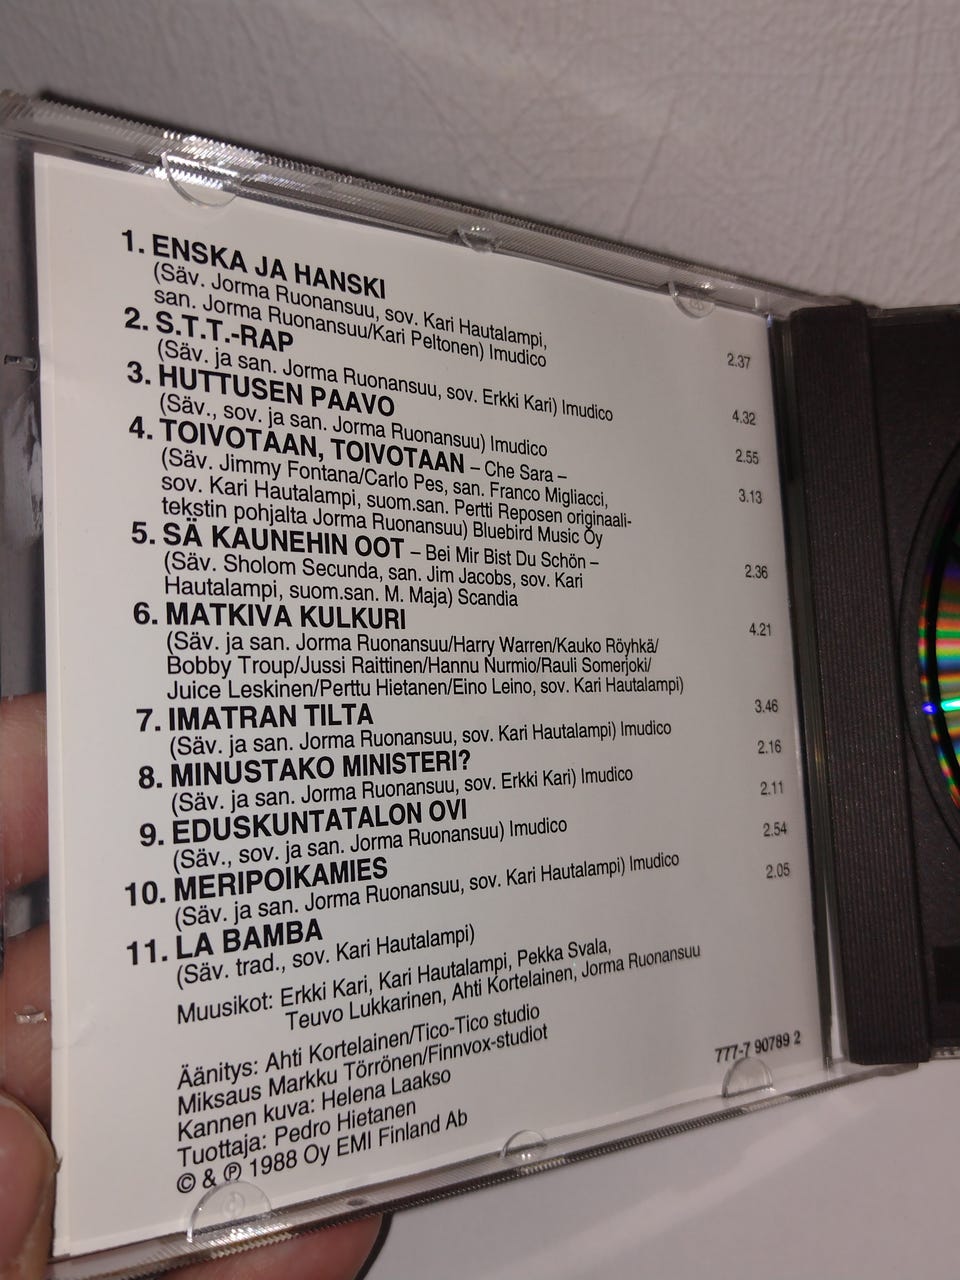 1. ENSKA JA HANSKI
(Säv. Jorma Ruonansuu, sov. Kari Hautalampi,
san. Jorma Ruonansuu/Kari Peltonen) Imudico 2.37
2. S.T.T.-RAP
(Säv. ja san. Jorma Ruonansuu, sov. Erkki Kari) Imudico 4.32
3. HUTTUSEN PAAVO
(Säv., sov. ja san. Jorma Ruonansuu) Imudico 2.55
4. TOIVOTAAN, TOIVOTAAN – Che Sara – 3.13
(Säv. Jimmy Fontana/Carlo Pes, san. Franco Migliacci,
sov. Kari Hautalampi, suom.san. Pertti Reposen originaali-
tekstin pohjalta Jorma Ruonansuu) Bluebird Music Oy
5. SÄ KAUNEHIN OOT – Bei Mir Bist Du Schön – 2.36
(Säv. Sholom Secunda, san. Jim Jacobs, sov. Kari
Hautalampi, suom.san. M. Maja) Scandia
6. MATKIVA KULKURI 4.21
(Säv. ja san. Jorma Ruonansuu/Harry Warren/Kauko Röyhkä/
Bobby Troup/Jussi Raittinen/Hannu Nurmio/Rauli Somerjoki/
Juice Leskinen/Perttu Hietanen/Eino Leino, sov. Kari Hautalampi)
7. IMATRAN TILTA 3.46
(Säv. ja san. Jorma Ruonansuu, sov. Kari Hautalampi) Imudico
8. MINUSTAKO MINISTERI? 2.16
(Säv. ja san. Jorma Ruonansuu, sov. Erkki Kari) Imudico
9. EDUSKUNTATALON OVI 2.11
(Säv., sov. ja san. Jorma Ruonansuu) Imudico
10. MERIPOIKAMIES 2.54
(Säv. ja san. Jorma Ruonansuu, sov. Kari Hautalampi) Imudico
11. LA BAMBA 2.05
(Säv. trad., sov. Kari Hautalampi)
Muusikot: Erkki Kari, Kari Hautalampi, Pekka Svala,
Teuvo Lukkarinen, Ahti Kortelainen, Jorma Ruonansuu
Äänitys: Ahti Kortelainen/Tico-Tico studio
Miksaus Markku Törrönen/Finnvox-studiot
Kannen kuva: Helena Laakso
Tuottaja: Pedro Hietanen
© & ℗ 1988 Oy EMI Finland Ab
777-7 90789 2